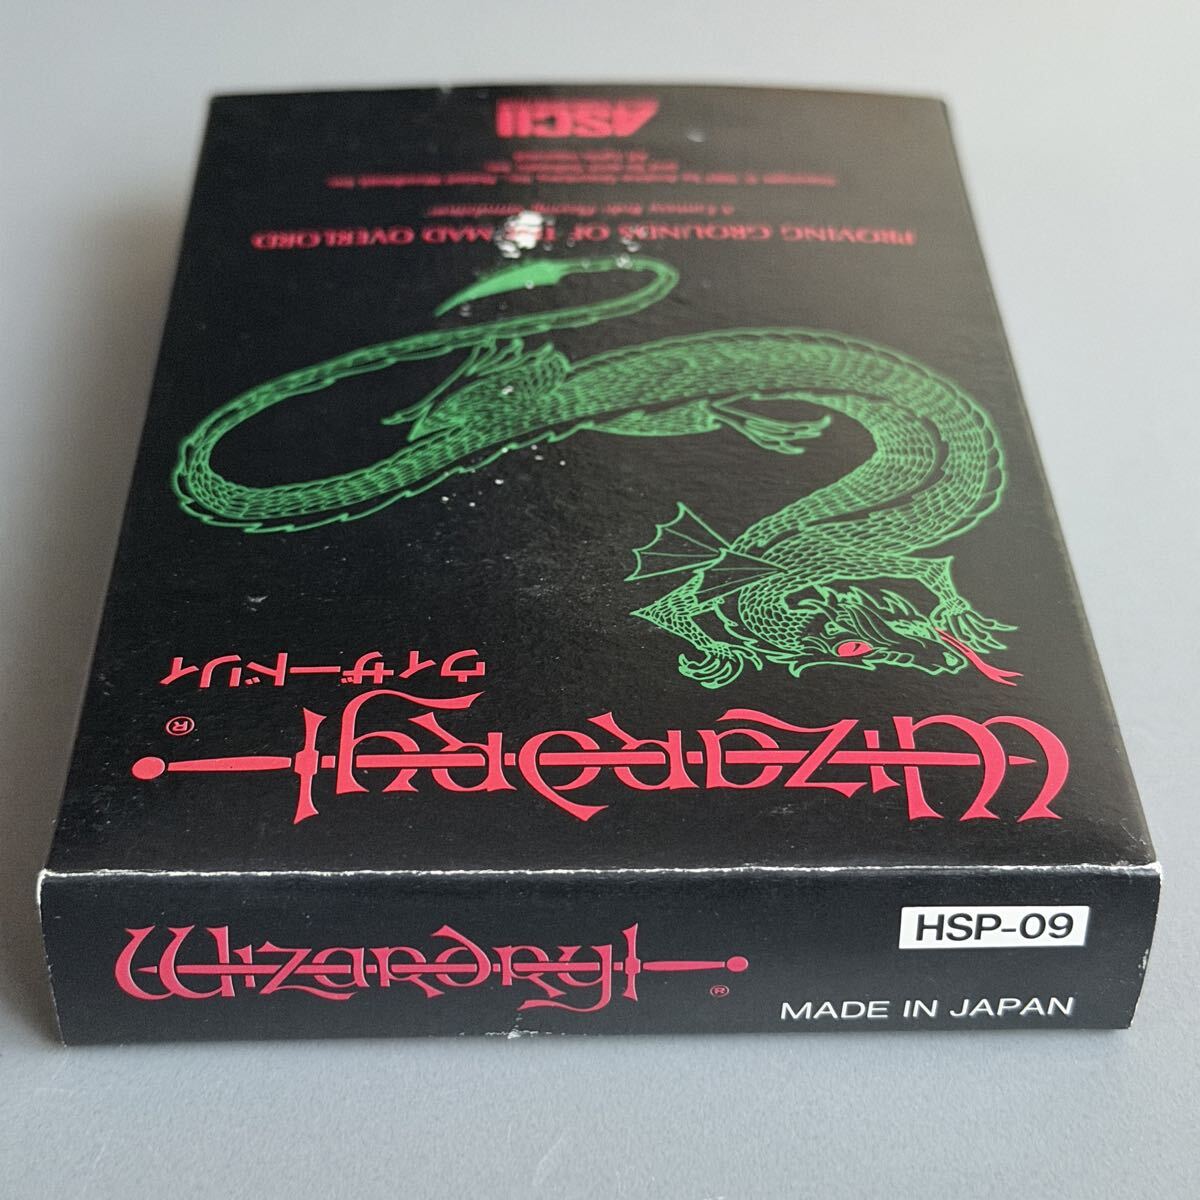 Wizardry®
ウィザードリィ
PROVING GROUNDS OF THE MAD OVERLORD
A Fantasy Role-Playing Simulation
ASCII
Wizardry®
HSP-09
MADE IN JAPAN